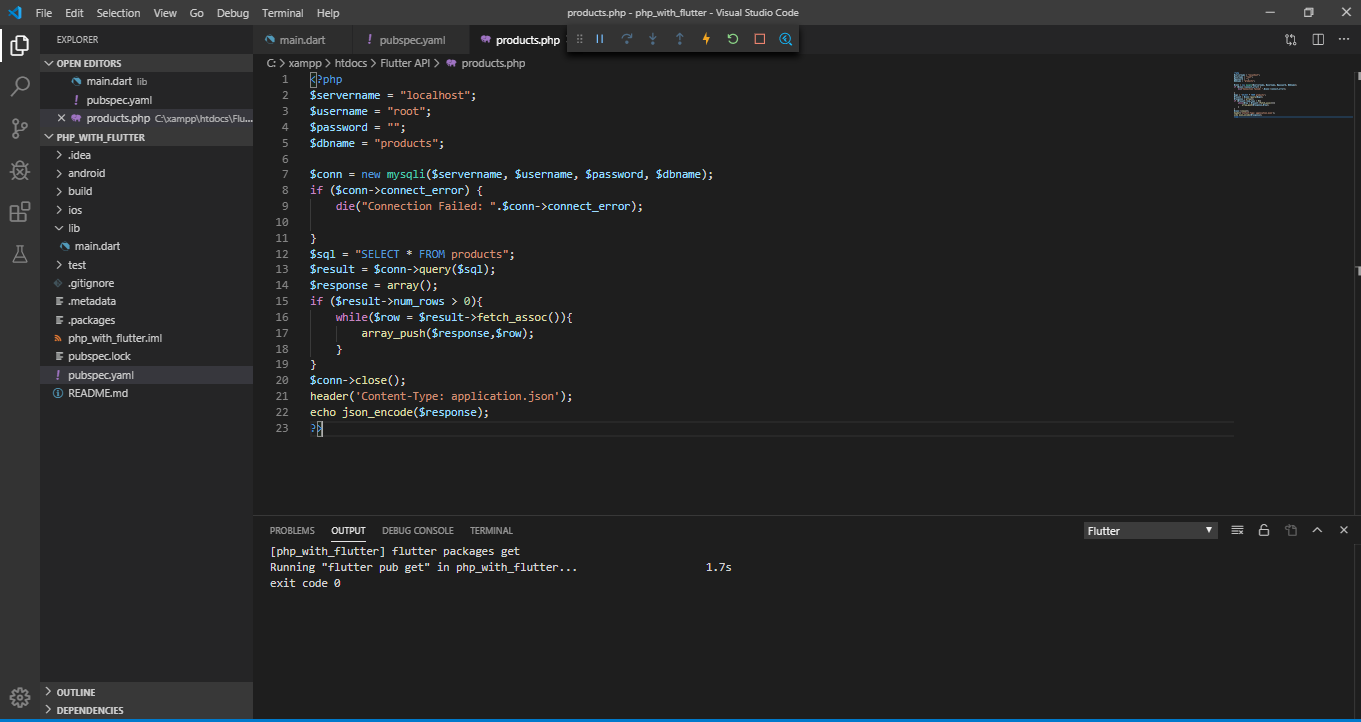 File Edit Selection View Go Debug Terminal Help
products.php - php_with_flutter - Visual Studio Code
EXPLORER
OPEN EDITORS
main.dart lib
! pubspec.yaml
products.php C:\xampp\htdocs\Flu...
PHP_WITH_FLUTTER
.idea
android
build
ios
lib
main.dart
test
.gitignore
.metadata
.packages
php_with_flutter.iml
pubspec.lock
! pubspec.yaml
README.md
OUTLINE
DEPENDENCIES
main.dart
! pubspec.yaml
products.php
C: > xampp > htdocs > Flutter API > products.php
1 <?php
2 $servername = "localhost";
3 $username = "root";
4 $password = "";
5 $dbname = "products";
6
7 $conn = new mysqli($servername, $username, $password, $dbname);
8 if ($conn->connect_error) {
9 die("Connection Failed: ".$conn->connect_error);
10
11 }
12 $sql = "SELECT * FROM products";
13 $result = $conn->query($sql);
14 $response = array();
15 if ($result->num_rows > 0){
16 while($row = $result->fetch_assoc()){
17 array_push($response,$row);
18 }
19 }
20 $conn->close();
21 header('Content-Type: application.json');
22 echo json_encode($response);
23 ?>
PROBLEMS OUTPUT DEBUG CONSOLE TERMINAL
Flutter
[php_with_flutter] flutter packages get
Running "flutter pub get" in php_with_flutter... 1.7s
exit code 0